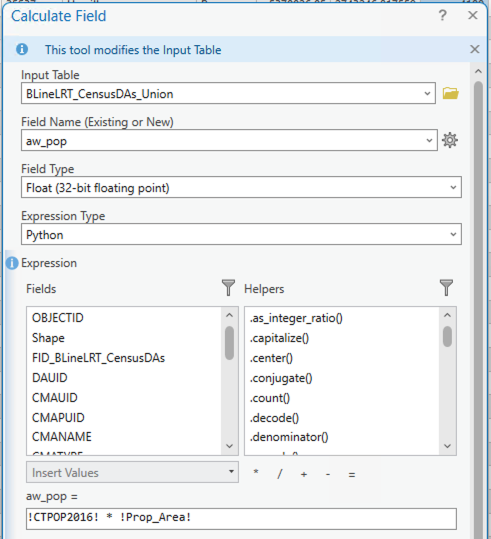 Calculate Field
?
This tool modifies the Input Table
Input Table
BLineLRT_CensusDAs_Union
Field Name (Existing or New)
aw_pop
Field Type
Float (32-bit floating point)
Expression Type
Python
Expression
Fields
Helpers
OBJECTID
.as_integer_ratio()
Shape
.capitalize()
FID_BLineLRT_CensusDAs
.center()
DAUID
.conjugate()
CMAUID
.count()
CMAPUID
.decode()
CMANAME
.denominator()
Insert Values
* / + - =
aw_pop =
!CTPOP2016! * !Prop_Area!